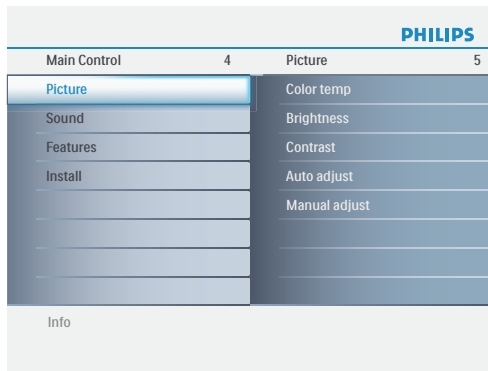 PHILIPS
Main Control 4 Picture 5
Picture Color temp
Sound Brightness
Features Contrast
Install Auto adjust
Manual adjust
Info